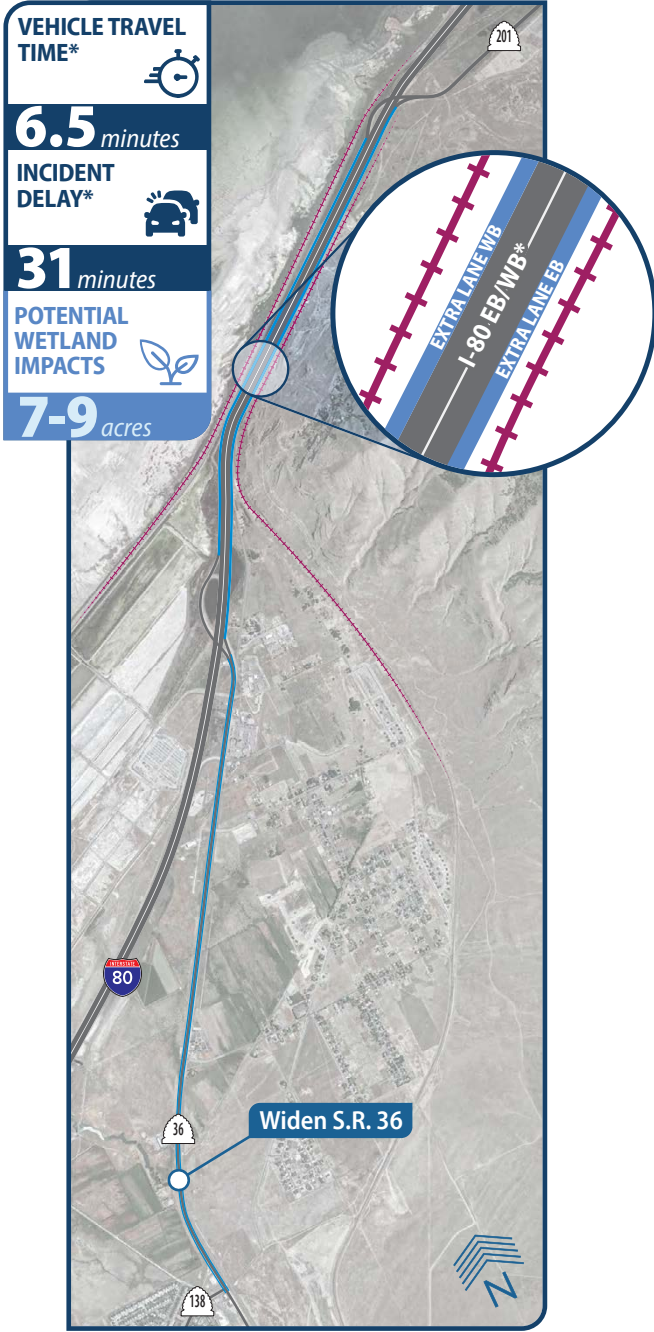 VEHICLE TRAVEL
TIME*
6.5 minutes
INCIDENT
DELAY*
31 minutes
POTENTIAL
WETLAND
IMPACTS
7-9 acres
201
EXTRA LANE WB
I-80 EB/WB*
EXTRA LANE EB
INTERSTATE
80
36
Widen S.R. 36
138
N